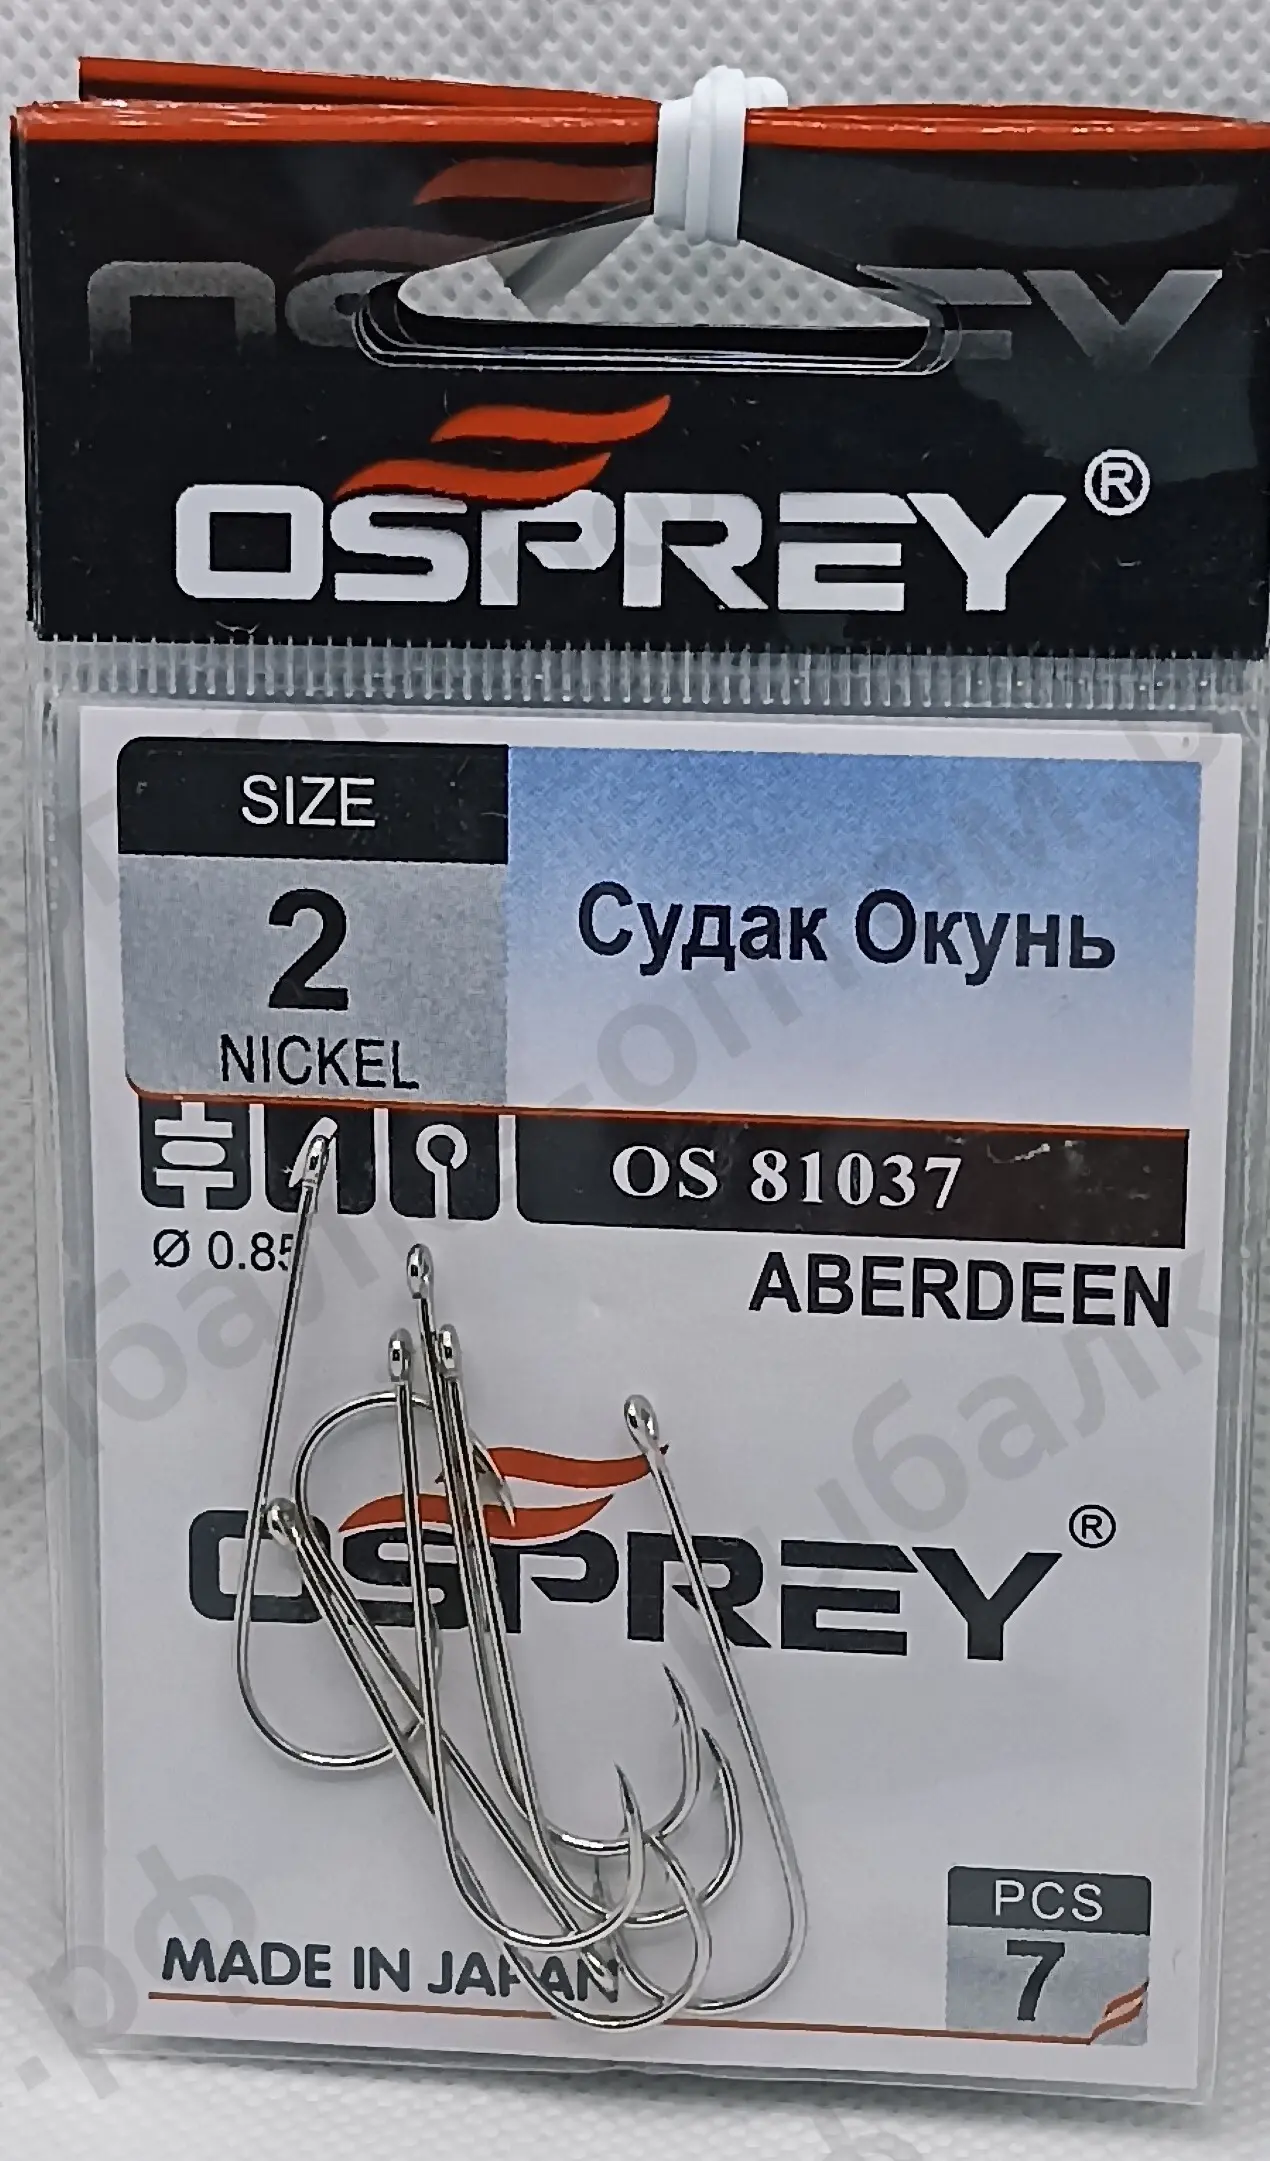 OSPREY®
SIZE
2
NICKEL
Судак Окунь
OS 81037
Ø 0.85
ABERDEEN
OSPREY®
PCS
7
MADE IN JAPAN